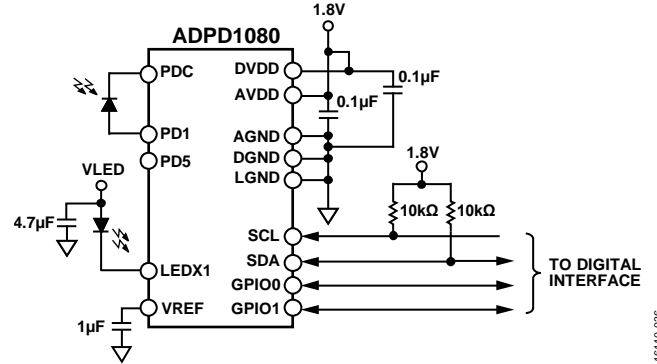 1.8V
ADPD1080
PDC
DVDD
0.1µF
AVDD
0.1µF
PD1
AGND
PD5
DGND
1.8V
VLED
LGND
10kΩ 10kΩ
4.7µF
SCL
SDA
TO DIGITAL
INTERFACE
LEDX1
GPIO0
VREF
GPIO1
1µF